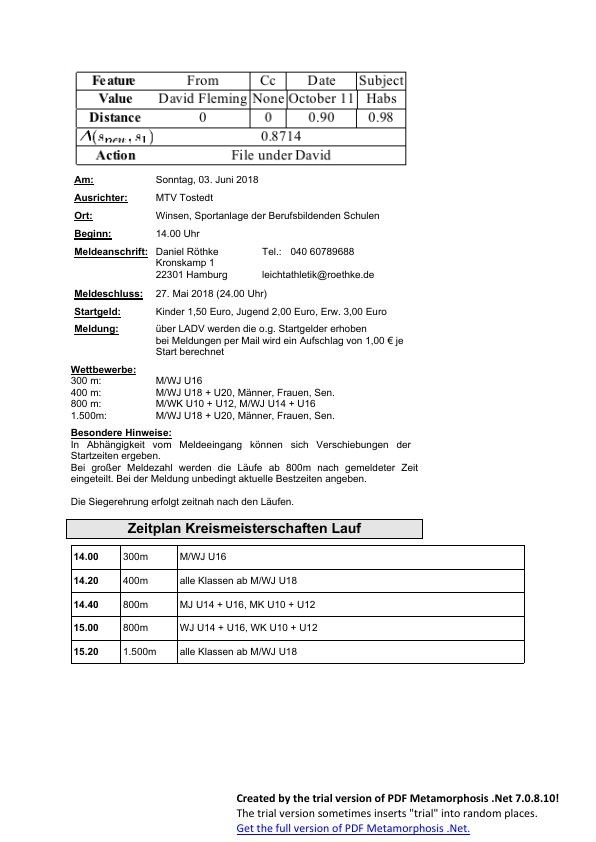 Feature From Cc Date Subject
Value David Fleming None October 11 Habs
Distance 0 0 0.90 0.98
0.8714
Action File under David
Am: Sonntag, 03. Juni 2018
Ausrichter: MTV Tostedt
Ort: Winsen, Sportanlage der Berufsbildenden Schulen
Beginn: 14.00 Uhr
Meldeanschrift: Daniel Röthke Tel.: 040 60789688
Kronskamp 1
22301 Hamburg leichtathletik@roethke.de
Meldeschluss: 27. Mai 2018 (24.00 Uhr)
Startgeld: Kinder 1,50 Euro, Jugend 2,00 Euro, Erw. 3,00 Euro
Meldung: über LADV werden die o.g. Startgelder erhoben
bei Meldungen per Mail wird ein Aufschlag von 1,00 € je
Start berechnet
Wettbewerbe:
300 m: M/WJ U16
400 m: M/WJ U18 + U20, Männer, Frauen, Sen.
800 m: M/WK U10 + U12, M/WJ U14 + U16
1.500m: M/WJ U18 + U20, Männer, Frauen, Sen.
Besondere Hinweise:
In Abhängigkeit vom Meldeeingang können sich Verschiebungen der
Startzeiten ergeben.
Bei großer Meldezahl werden die Läufe ab 800m nach gemeldeter Zeit
eingeteilt. Bei der Meldung unbedingt aktuelle Bestzeiten angeben.
Die Siegerehrung erfolgt zeitnah nach den Läufen.
Zeitplan Kreismeisterschaften Lauf
14.00 300m M/WJ U16
14.20 400m alle Klassen ab M/WJ U18
14.40 800m MJ U14 + U16, MK U10 + U12
15.00 800m WJ U14 + U16, WK U10 + U12
15.20 1.500m alle Klassen ab M/WJ U18
Created by the trial version of PDF Metamorphosis .Net 7.0.8.10!
The trial version sometimes inserts "trial" into random places.
Get the full version of PDF Metamorphosis .Net.